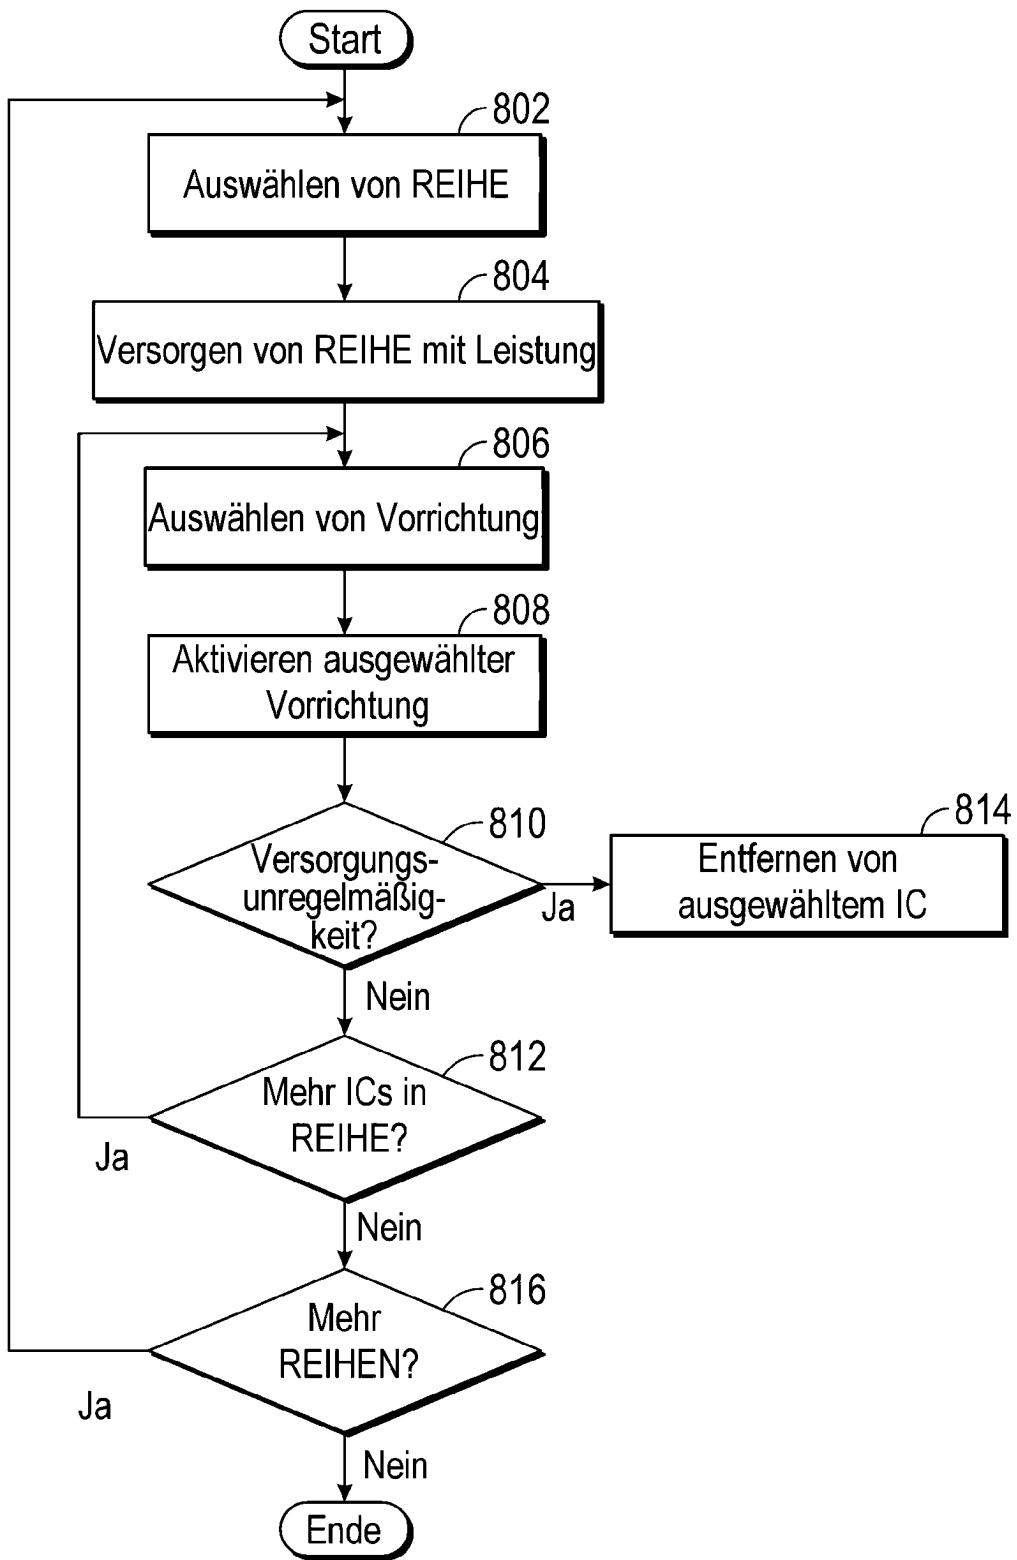 Start
802
Auswählen von REIHE
804
Versorgen von REIHE mit Leistung
806
Auswählen von Vorrichtung
808
Aktivieren ausgewählter
Vorrichtung
810
Versorgungs-
unregelmäßig-
keit?
Ja
814
Entfernen von
ausgewähltem IC
Nein
812
Mehr ICs in
REIHE?
Ja
Nein
816
Mehr
REIHEN?
Ja
Nein
Ende